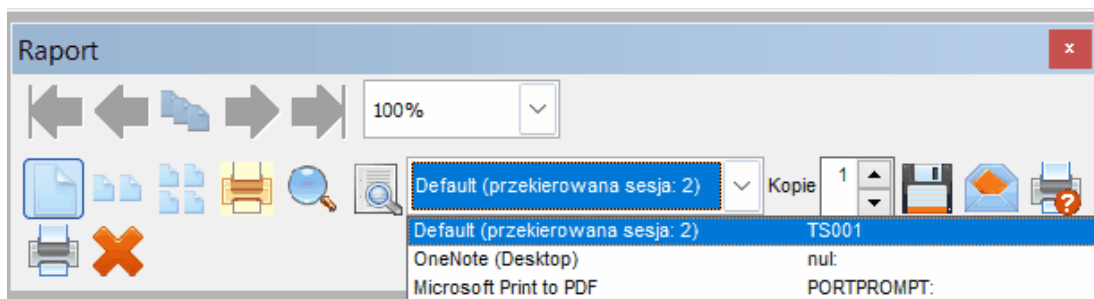 Raport
x
100%
Default (przekierowana sesja: 2) Kopie 1
Default (przekierowana sesja: 2) TS001
OneNote (Desktop) nul:
Microsoft Print to PDF PORTPROMPT: